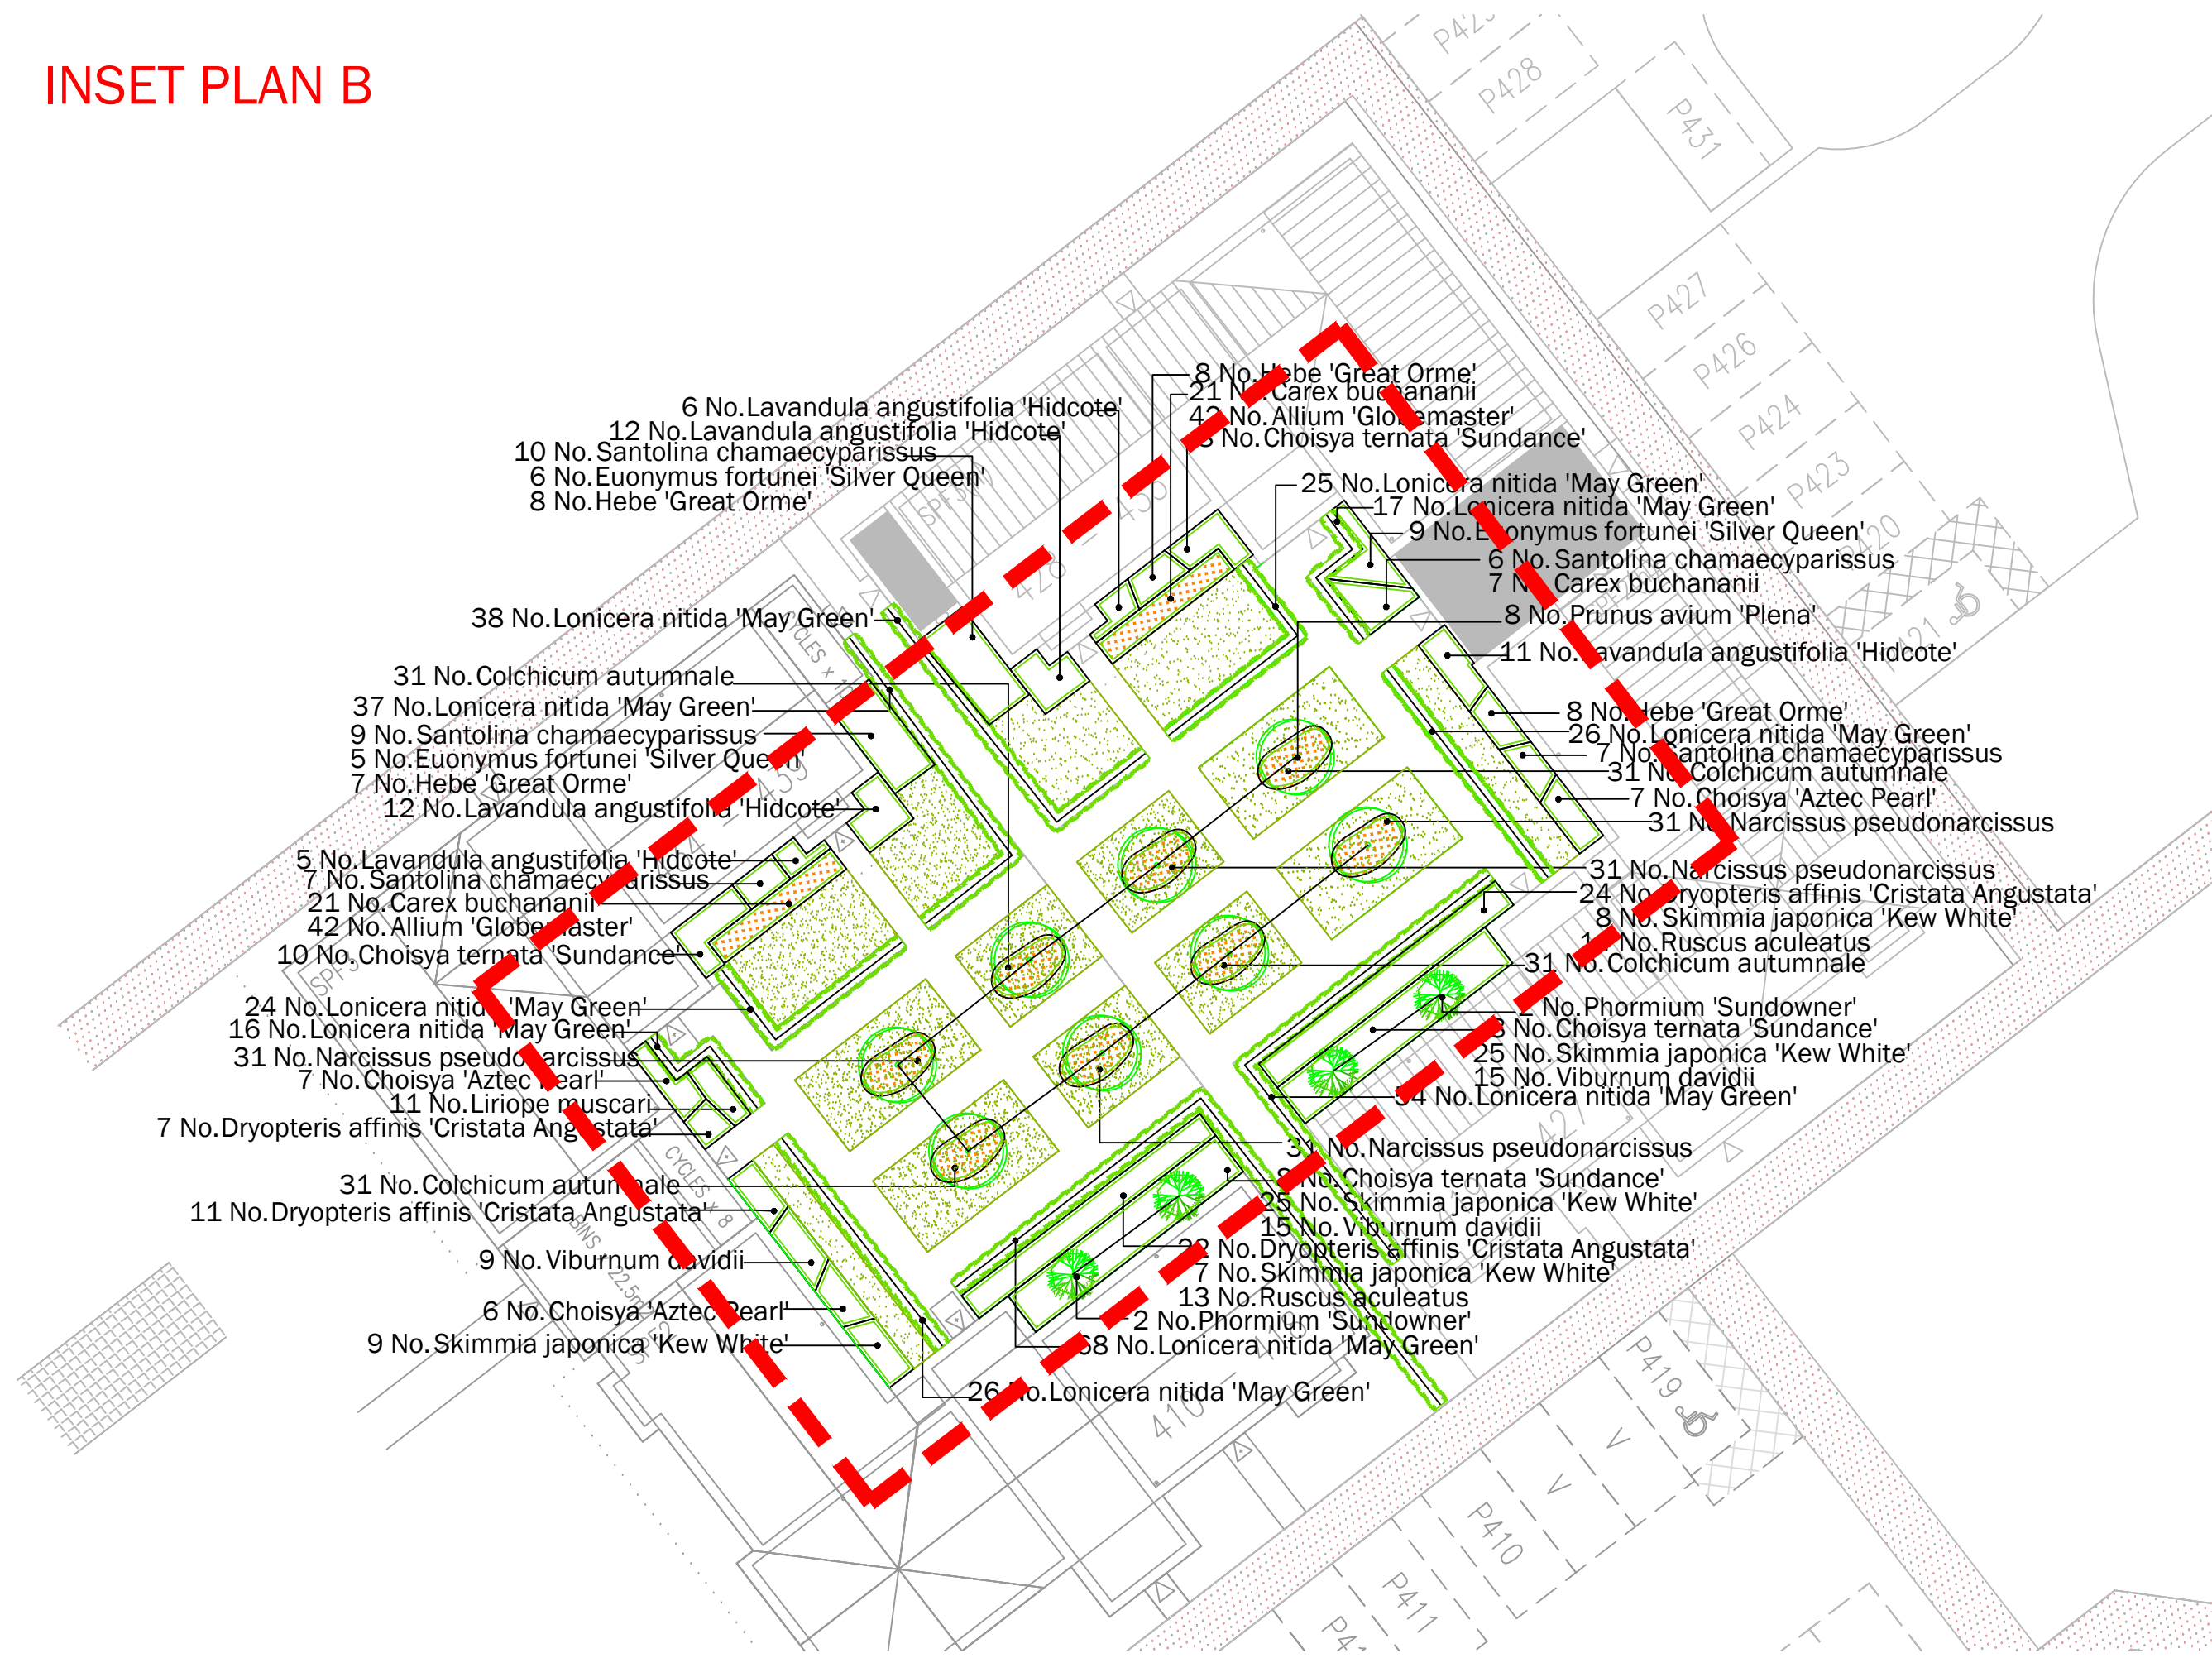 INSET PLAN B
P428
P431
P427
P426
P424
P423
P420
P421
8 No.Hebe 'Great Orme'
21 No.Carex buchananii
42 No.Allium 'Globemaster'
No.Choisya ternata 'Sundance'
6 No.Lavandula angustifolia 'Hidcote'
12 No.Lavandula angustifolia 'Hidcote'
10 No.Santolina chamaecyparissus
6 No.Euonymus fortunei 'Silver Queen'
8 No.Hebe 'Great Orme'
25 No.Lonicera nitida 'May Green'
17 No.Lonicera nitida 'May Green'
9 No.Euonymus fortunei 'Silver Queen'
6 No.Santolina chamaecyparissus
7 No.Carex buchananii
8 No.Prunus avium 'Plena'
11 No.Lavandula angustifolia 'Hidcote'
38 No.Lonicera nitida 'May Green'
31 No.Colchicum autumnale
37 No.Lonicera nitida 'May Green'
9 No.Santolina chamaecyparissus
5 No.Euonymus fortunei 'Silver Queen'
7 No.Hebe 'Great Orme'
12 No.Lavandula angustifolia 'Hidcote'
8 No.Hebe 'Great Orme'
26 No.Lonicera nitida 'May Green'
7 No.Santolina chamaecyparissus
31 No.Colchicum autumnale
7 No.Choisya 'Aztec Pearl'
31 No.Narcissus pseudonarcissus
5 No.Lavandula angustifolia 'Hidcote'
7 No.Santolina chamaecyparissus
21 No.Carex buchananii
42 No.Allium 'Globemaster'
10 No.Choisya ternata 'Sundance'
31 No.Narcissus pseudonarcissus
24 No.Dryopteris affinis 'Cristata Angustata'
8 No.Skimmia japonica 'Kew White'
No.Ruscus aculeatus
31 No.Colchicum autumnale
24 No.Lonicera nitida 'May Green'
16 No.Lonicera nitida 'May Green'
31 No.Narcissus pseudonarcissus
7 No.Choisya 'Aztec Pearl'
11 No.Liriope muscari
7 No.Dryopteris affinis 'Cristata Angustata'
2 No.Phormium 'Sundowner'
No.Choisya ternata 'Sundance'
25 No.Skimmia japonica 'Kew White'
15 No.Viburnum davidii
54 No.Lonicera nitida 'May Green'
31 No.Narcissus pseudonarcissus
8 No.Choisya ternata 'Sundance'
25 No.Skimmia japonica 'Kew White'
15 No.Viburnum davidii
22 No.Dryopteris affinis 'Cristata Angustata'
7 No.Skimmia japonica 'Kew White'
13 No.Ruscus aculeatus
2 No.Phormium 'Sundowner'
68 No.Lonicera nitida 'May Green'
26 No.Lonicera nitida 'May Green'
31 No.Colchicum autumnale
11 No.Dryopteris affinis 'Cristata Angustata'
9 No.Viburnum davidii
6 No.Choisya 'Aztec Pearl'
9 No.Skimmia japonica 'Kew White'
CYCLES x
CYCLES x 8
BINS
22.5m
428
439
427
410
P419
V
V
P410
P411